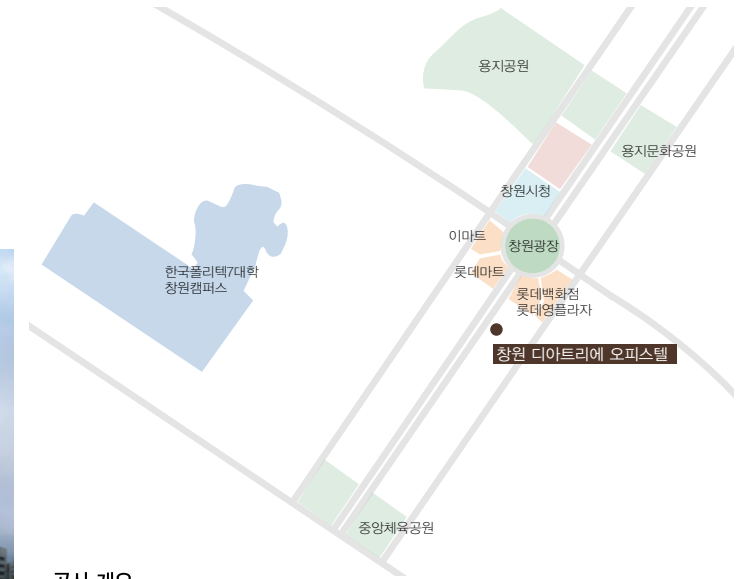 용지공원
용지문화공원
창원시청
이마트
창원광장
롯데마트
한국폴리텍7대학
창원캠퍼스
롯데백화점
롯데영플라자
창원 디아트리에 오피스텔
중앙체육공원